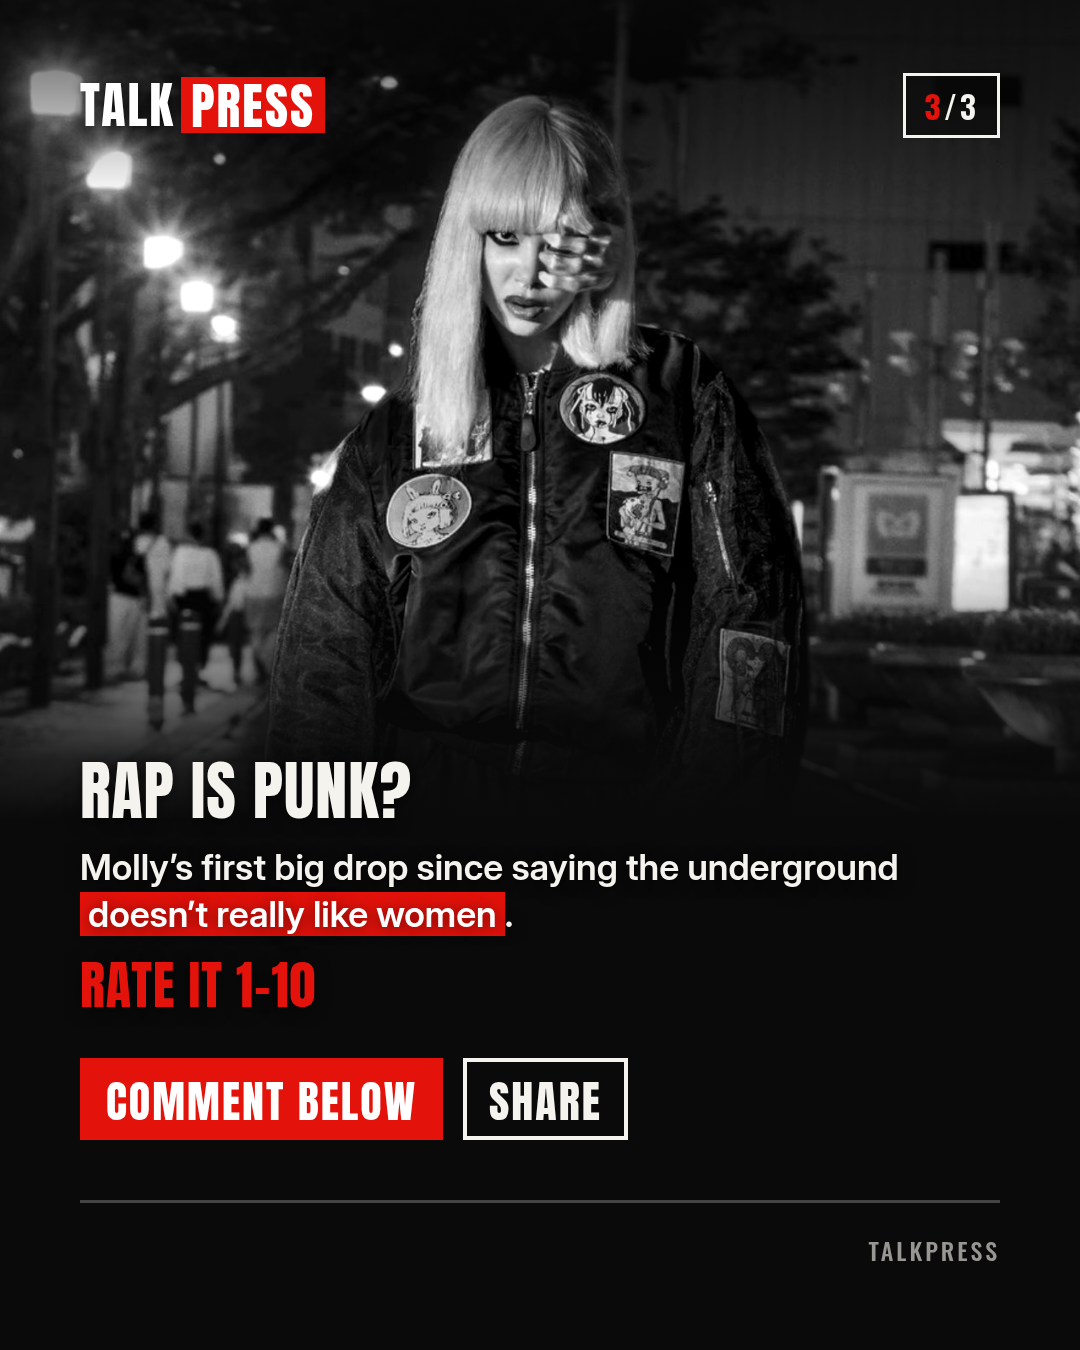 TALK PRESS
3/3
RAP IS PUNK?
Molly’s first big drop since saying the underground
doesn’t really like women.
RATE IT 1-10
COMMENT BELOW
SHARE
TALKPRESS